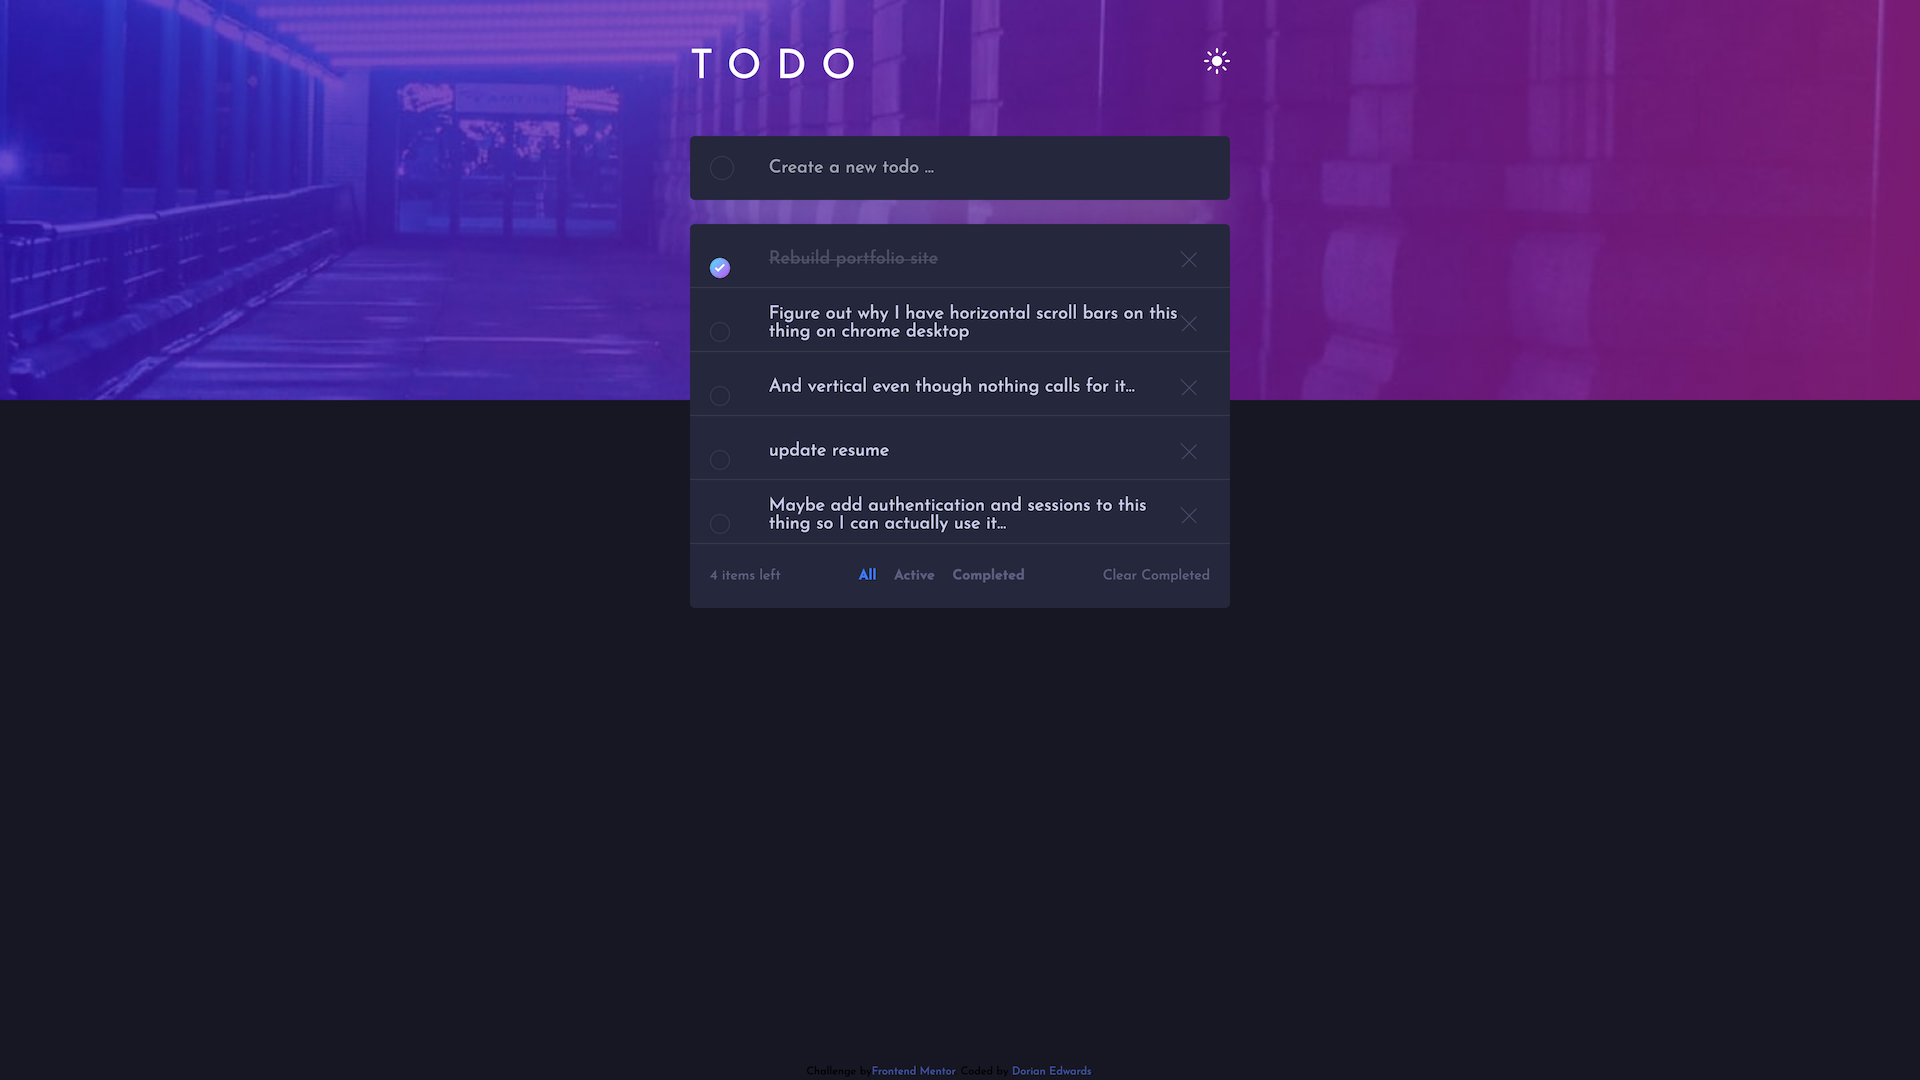 TODO
Create a new todo ...
Rebuild portfolio site
Figure out why I have horizontal scroll bars on this
thing on chrome desktop
And vertical even though nothing calls for it...
update resume
Maybe add authentication and sessions to this
thing so I can actually use it...
4 items left All Active Completed Clear Completed
Challenge by Frontend Mentor. Coded by Dorian Edwards